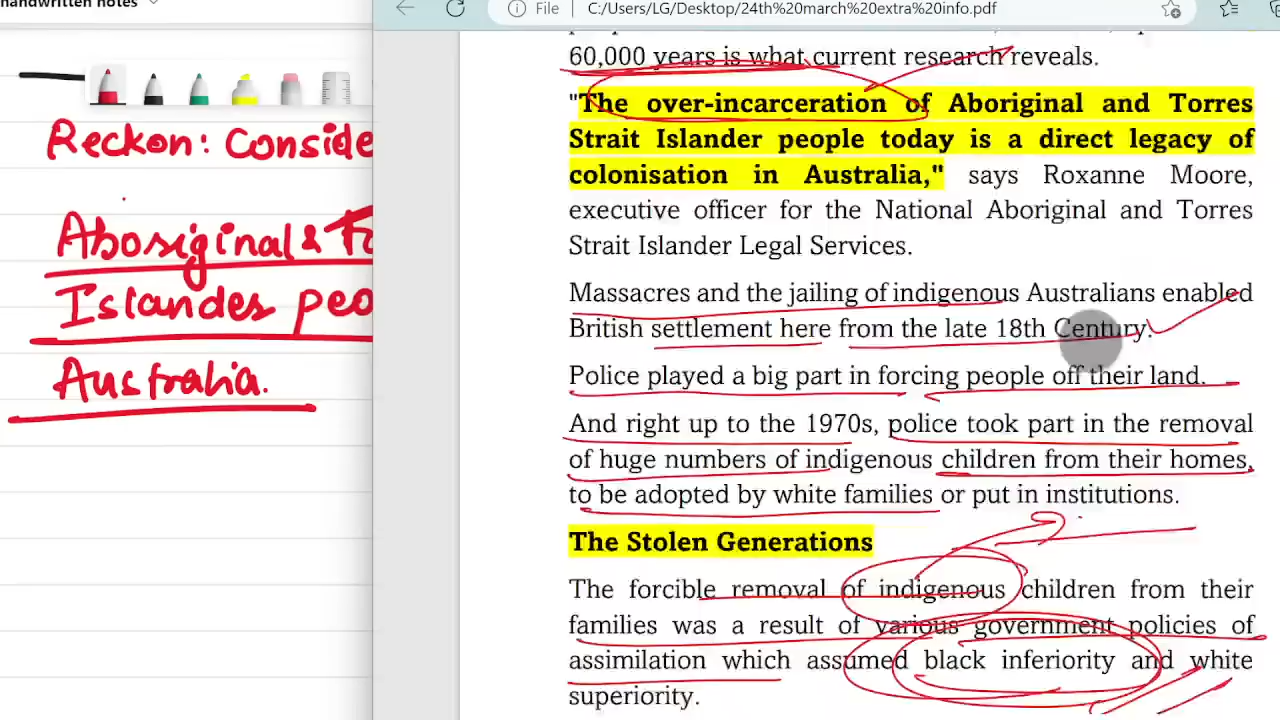 handwritten notes
File C:/Users/LG/Desktop/24th%20march%20extra%20info.pdf
Reckon: Conside
Aboriginal &
Islander peo
Australia.
60,000 years is what current research reveals.
"The over-incarceration of Aboriginal and Torres
Strait Islander people today is a direct legacy of
colonisation in Australia," says Roxanne Moore,
executive officer for the National Aboriginal and Torres
Strait Islander Legal Services.
Massacres and the jailing of indigenous Australians enabled
British settlement here from the late 18th Century.
Police played a big part in forcing people off their land.
And right up to the 1970s, police took part in the removal
of huge numbers of indigenous children from their homes,
to be adopted by white families or put in institutions.
The Stolen Generations
The forcible removal of indigenous children from their
families was a result of various government policies of
assimilation which assumed black inferiority and white
superiority.